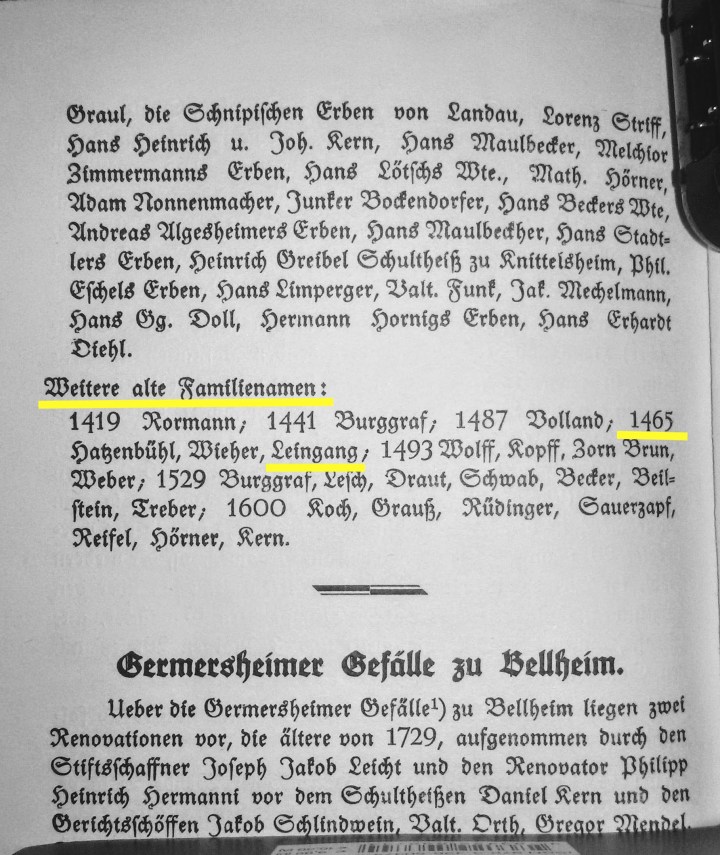 Graul, die Schnipischen Erben von Landau, Lorenz Striff,
Hans Heinrich u. Joh. Kern, Hans Maulbecker, Melchior
Zimmermanns Erben, Hans Lötschs Wte., Math. Hörner,
Adam Nonnenmacher, Junker Bockendorfer, Hans Beckers Wte,
Andreas Algesheimers Erben, Hans Maulbeckher, Hans Stadt-
lers Erben, Heinrich Greibel Schultheiß zu Knittelsheim, Phil.
Eschels Erben, Hans Limperger, Valt. Funk, Jak. Mechelmann,
Hans Gg. Doll, Hermann Hornigs Erben, Hans Erhardt
Diehl.
Weitere alte Familienamen:
1419 Rormann; 1441 Burggraf; 1487 Volland; 1465
Hatzenbühl, Wieher, Leingang; 1493 Wolff, Kopff, Zorn Brun,
Weber; 1529 Burggraf, Lesch, Draut, Schwab, Becker, Beil-
stein, Treber; 1600 Koch, Grauß, Rüdinger, Sauerzapf,
Reifel, Hörner, Kern.
Germersheimer Gefälle zu Bellheim.
Ueber die Germersheimer Gefälle¹) zu Bellheim liegen zwei
Renovationen vor, die ältere von 1729, aufgenommen durch den
Stiftsschaffner Joseph Jakob Leicht und den Renovator Philipp
Heinrich Hermanni vor dem Schultheißen Daniel Kern und den
Gerichtsschöffen Jakob Schlindwein, Valt. Orth, Gregor Mendel.